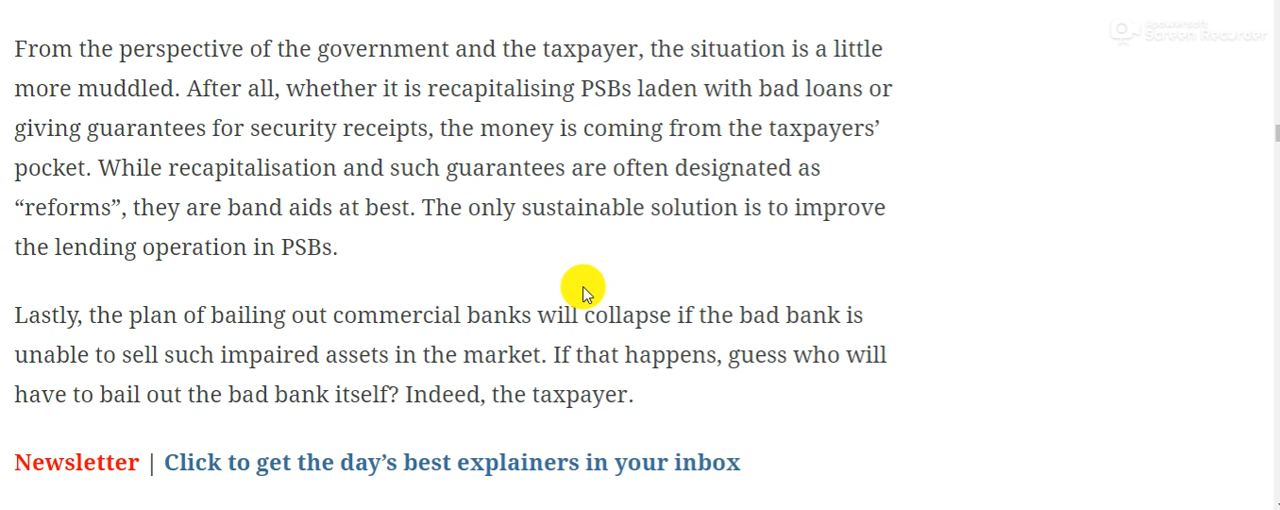 Apowersoft
Screen Recorder
From the perspective of the government and the taxpayer, the situation is a little
more muddled. After all, whether it is recapitalising PSBs laden with bad loans or
giving guarantees for security receipts, the money is coming from the taxpayers’
pocket. While recapitalisation and such guarantees are often designated as
“reforms”, they are band aids at best. The only sustainable solution is to improve
the lending operation in PSBs.
Lastly, the plan of bailing out commercial banks will collapse if the bad bank is
unable to sell such impaired assets in the market. If that happens, guess who will
have to bail out the bad bank itself? Indeed, the taxpayer.
Newsletter | Click to get the day’s best explainers in your inbox